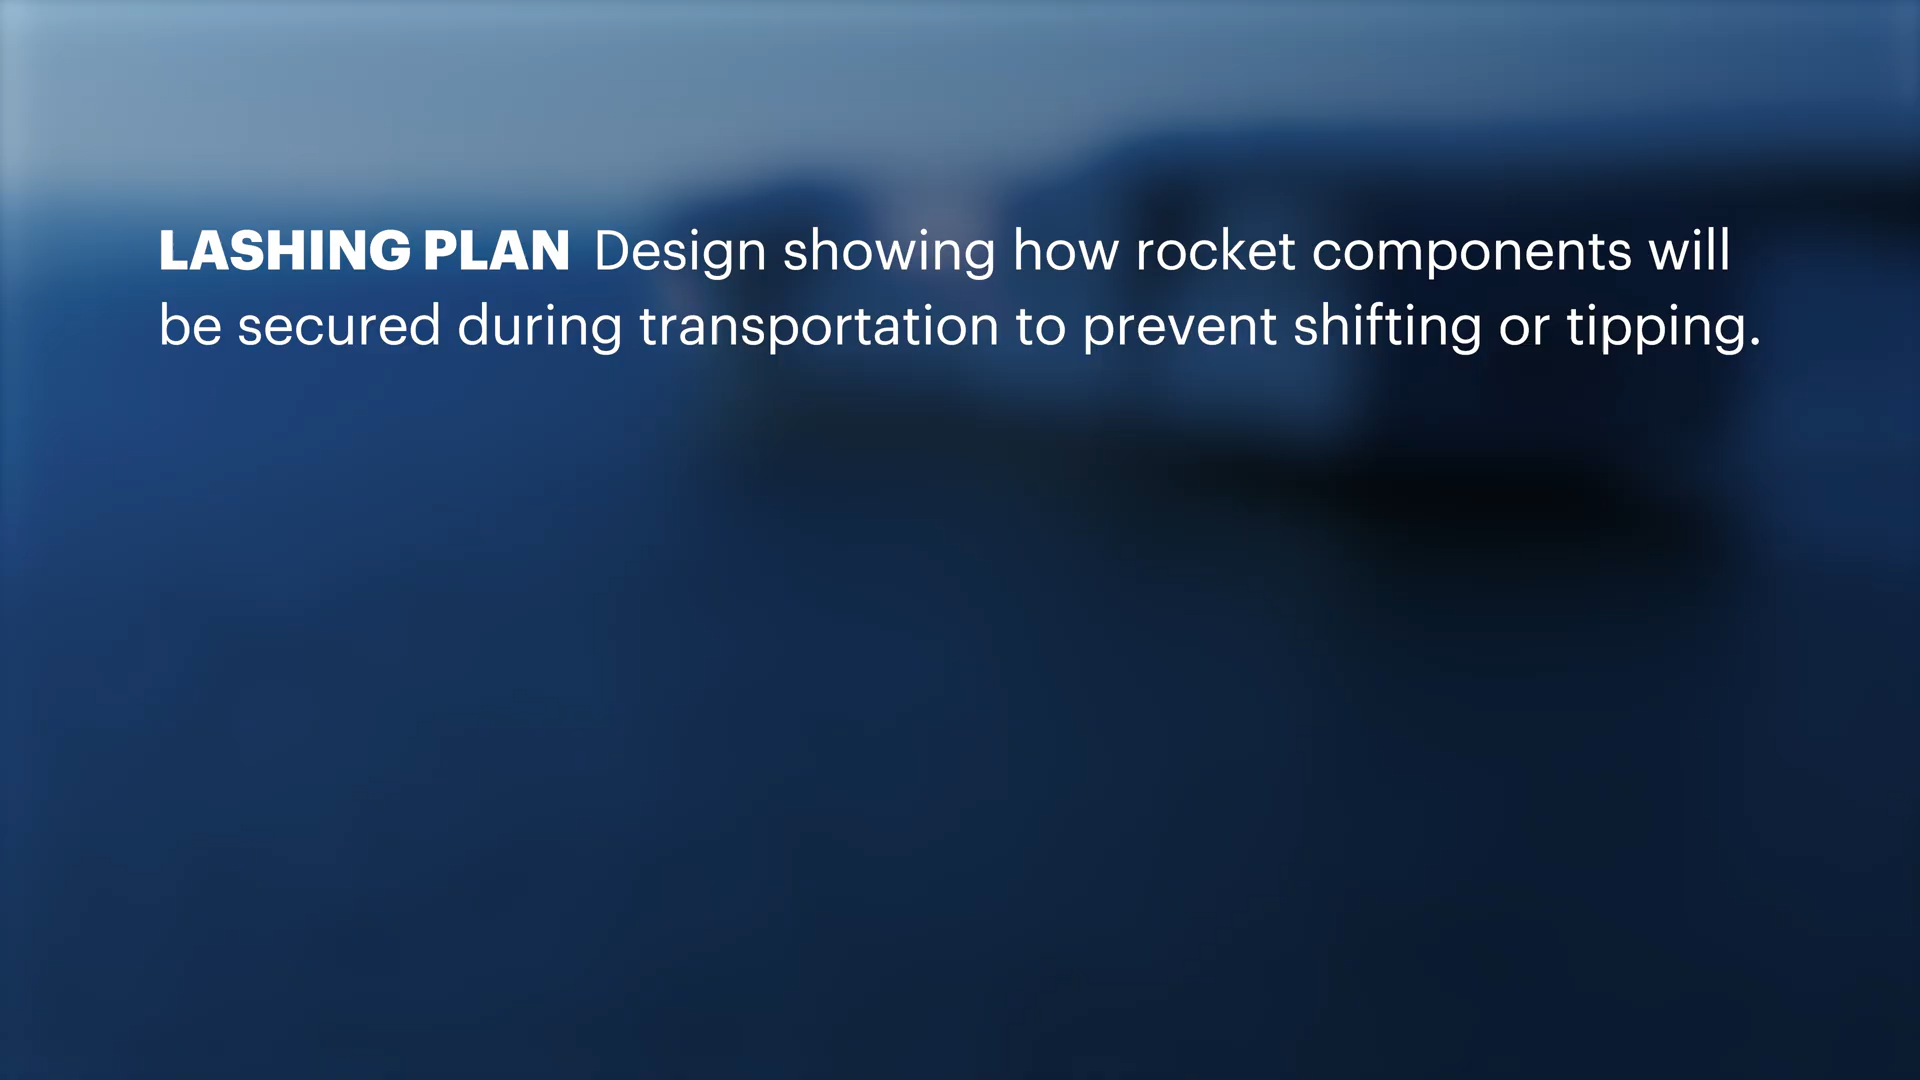 LASHING PLAN Design showing how rocket components will
be secured during transportation to prevent shifting or tipping.